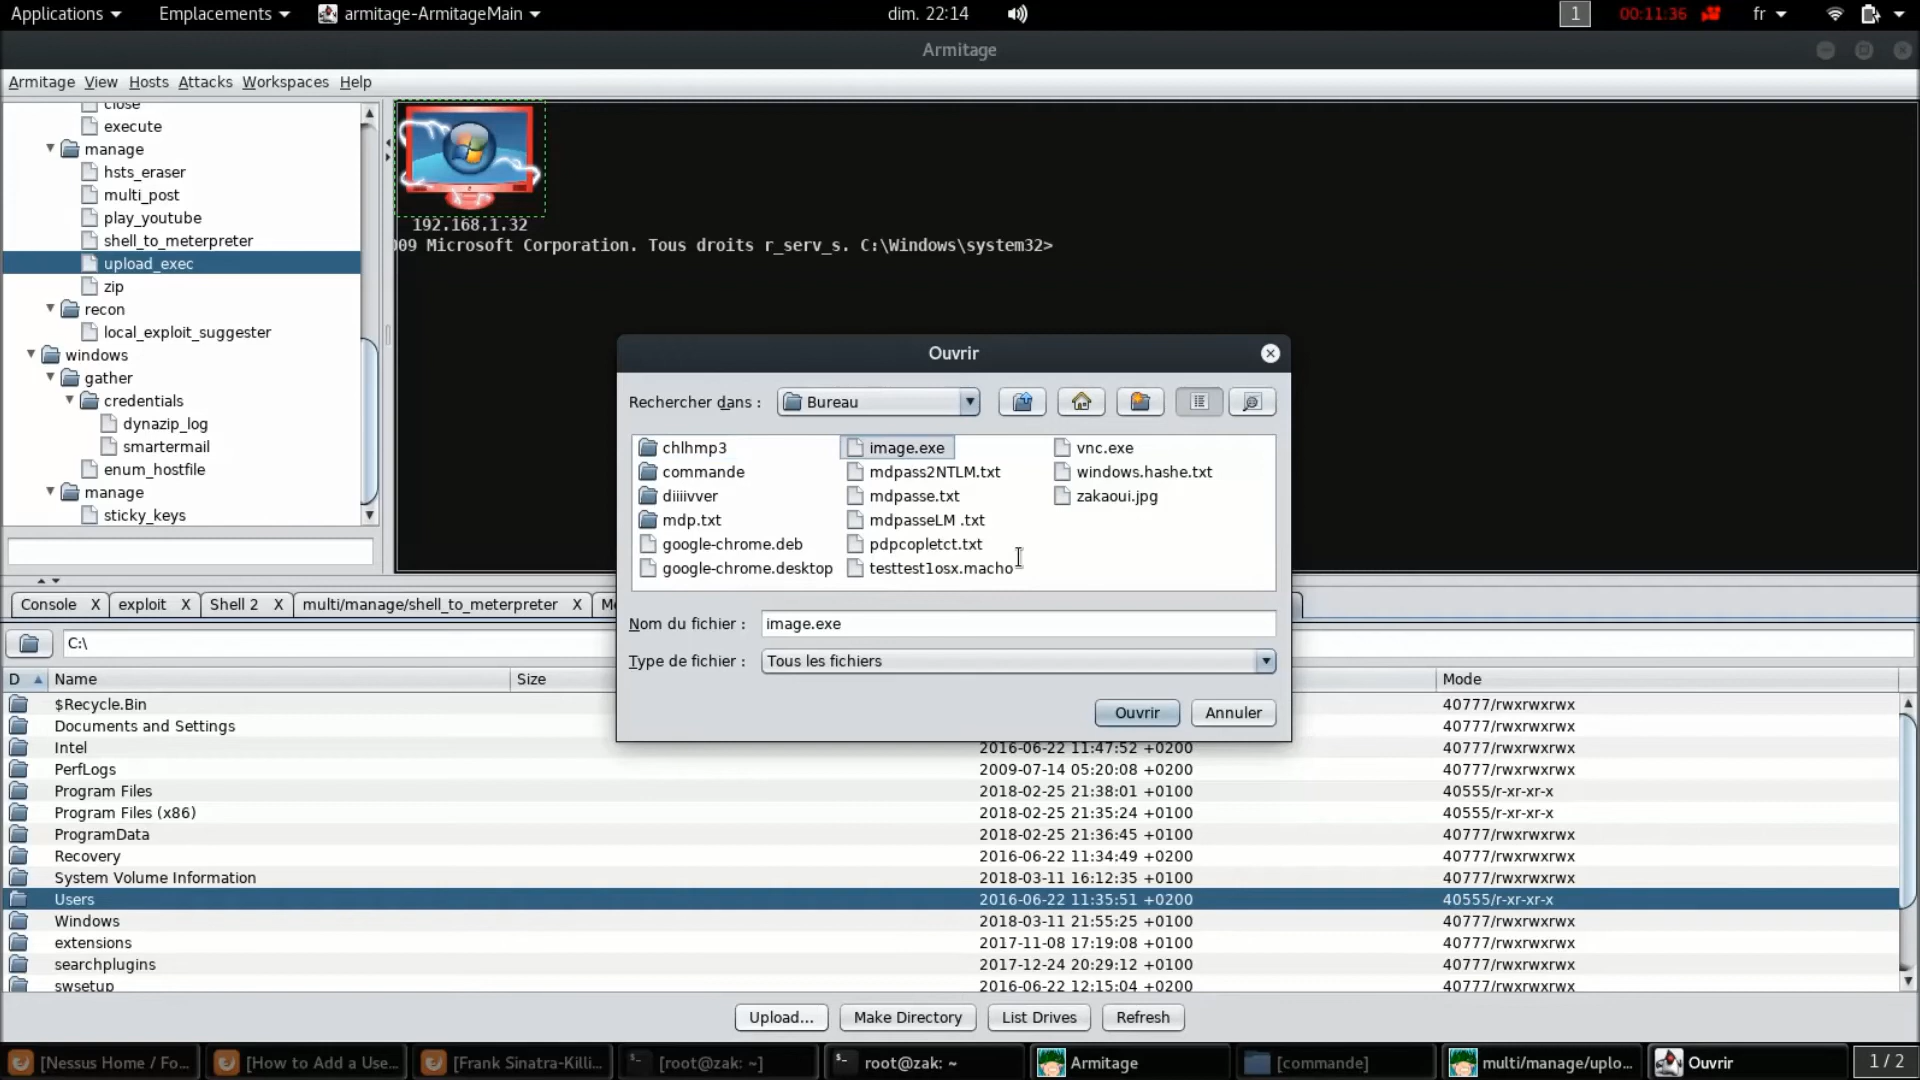 Applications
Emplacements
armitage-ArmitageMain
dim. 22:14
1
00:11:36
fr
Armitage
Armitage View Hosts Attacks Workspaces Help
close
execute
manage
hsts_eraser
multi_post
play_youtube
shell_to_meterpreter
upload_exec
zip
recon
local_exploit_suggester
windows
gather
credentials
dynazip_log
smartermail
enum_hostfile
manage
sticky_keys
192.168.1.32
09 Microsoft Corporation. Tous droits r_serv_s. C:\Windows\system32>
Ouvrir
Rechercher dans :
Bureau
chlhmp3
commande
diiiivver
mdp.txt
google-chrome.deb
google-chrome.desktop
image.exe
mdpass2NTLM.txt
mdpasse.txt
mdpasseLM .txt
pdpcopletct.txt
testtest1osx.macho
vnc.exe
windows.hashe.txt
zakaoui.jpg
Nom du fichier : image.exe
Type de fichier : Tous les fichiers
Ouvrir
Annuler
Console X exploit X Shell 2 X multi/manage/shell_to_meterpreter X
C:\
D Name Size Mode
$Recycle.Bin 40777/rwxrwxrwx
Documents and Settings 40777/rwxrwxrwx
Intel 2016-06-22 11:47:52 +0200 40777/rwxrwxrwx
PerfLogs 2009-07-14 05:20:08 +0200 40777/rwxrwxrwx
Program Files 2018-02-25 21:38:01 +0100 40555/r-xr-xr-x
Program Files (x86) 2018-02-25 21:35:24 +0100 40555/r-xr-xr-x
ProgramData 2018-02-25 21:36:45 +0100 40777/rwxrwxrwx
Recovery 2016-06-22 11:34:49 +0200 40777/rwxrwxrwx
System Volume Information 2018-03-11 16:12:35 +0100 40777/rwxrwxrwx
Users 2016-06-22 11:35:51 +0200 40555/r-xr-xr-x
Windows 2018-03-11 21:55:25 +0100 40777/rwxrwxrwx
extensions 2017-11-08 17:19:08 +0100 40777/rwxrwxrwx
searchplugins 2017-12-24 20:29:12 +0100 40777/rwxrwxrwx
swsetup 2016-06-22 12:15:04 +0200 40777/rwxrwxrwx
Upload... Make Directory List Drives Refresh
[Nessus Home / Fo...
[How to Add a Use...
[Frank Sinatra-Killi...
[root@zak: ~]
root@zak: ~
Armitage
[commande]
multi/manage/uplo...
Ouvrir
1 / 2